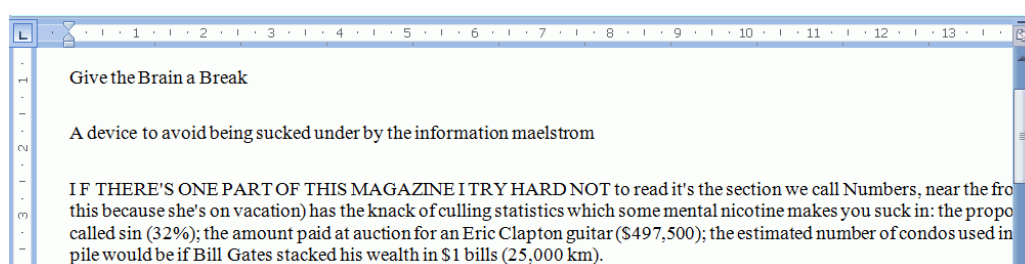 L 1 2 3 4 5 6 7 8 9 10 11 12 13
1
Give the Brain a Break
A device to avoid being sucked under by the information maelstrom
2
I F THERE'S ONE PART OF THIS MAGAZINE I TRY HARD NOT to read it's the section we call Numbers, near the fro
3
this because she's on vacation) has the knack of culling statistics which some mental nicotine makes you suck in: the propo
called sin (32%); the amount paid at auction for an Eric Clapton guitar ($497,500); the estimated number of condos used in
pile would be if Bill Gates stacked his wealth in $1 bills (25,000 km).